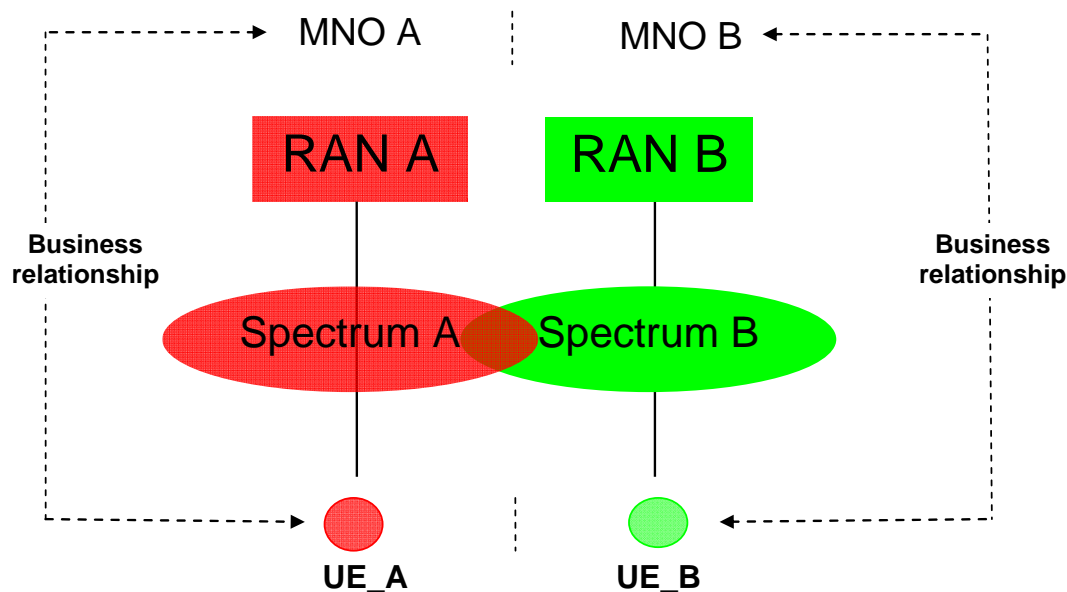 MNO A
MNO B
RAN A
RAN B
Business
relationship
Business
relationship
Spectrum A
Spectrum B
UE_A
UE_B